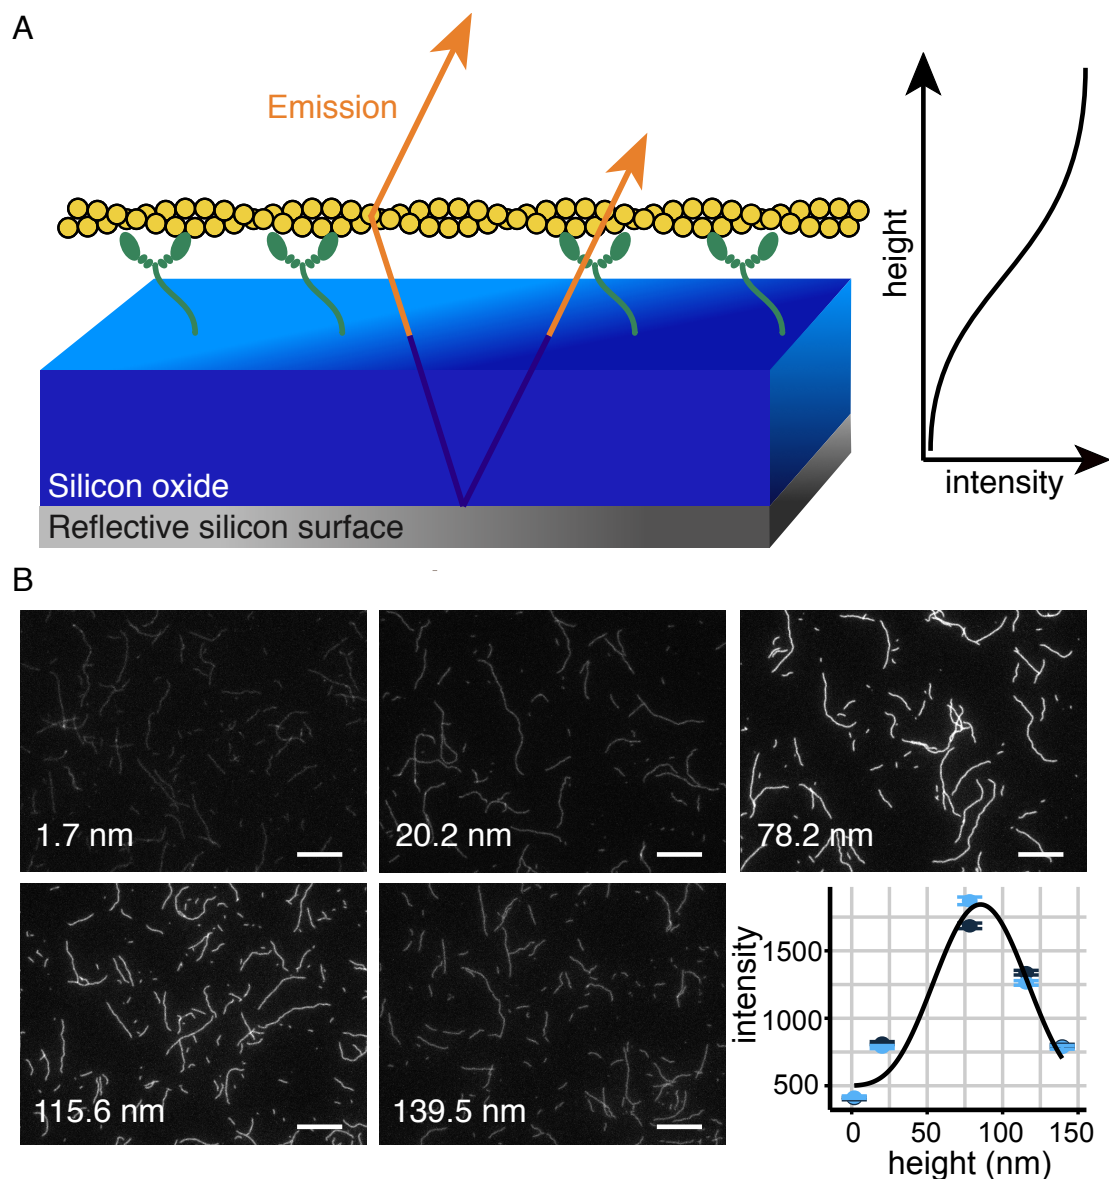 A
Emission
height
intensity
Silicon oxide
Reflective silicon surface
B
1.7 nm
20.2 nm
78.2 nm
115.6 nm
139.5 nm
intensity
1500
1000
500
0
50
100
150
height (nm)